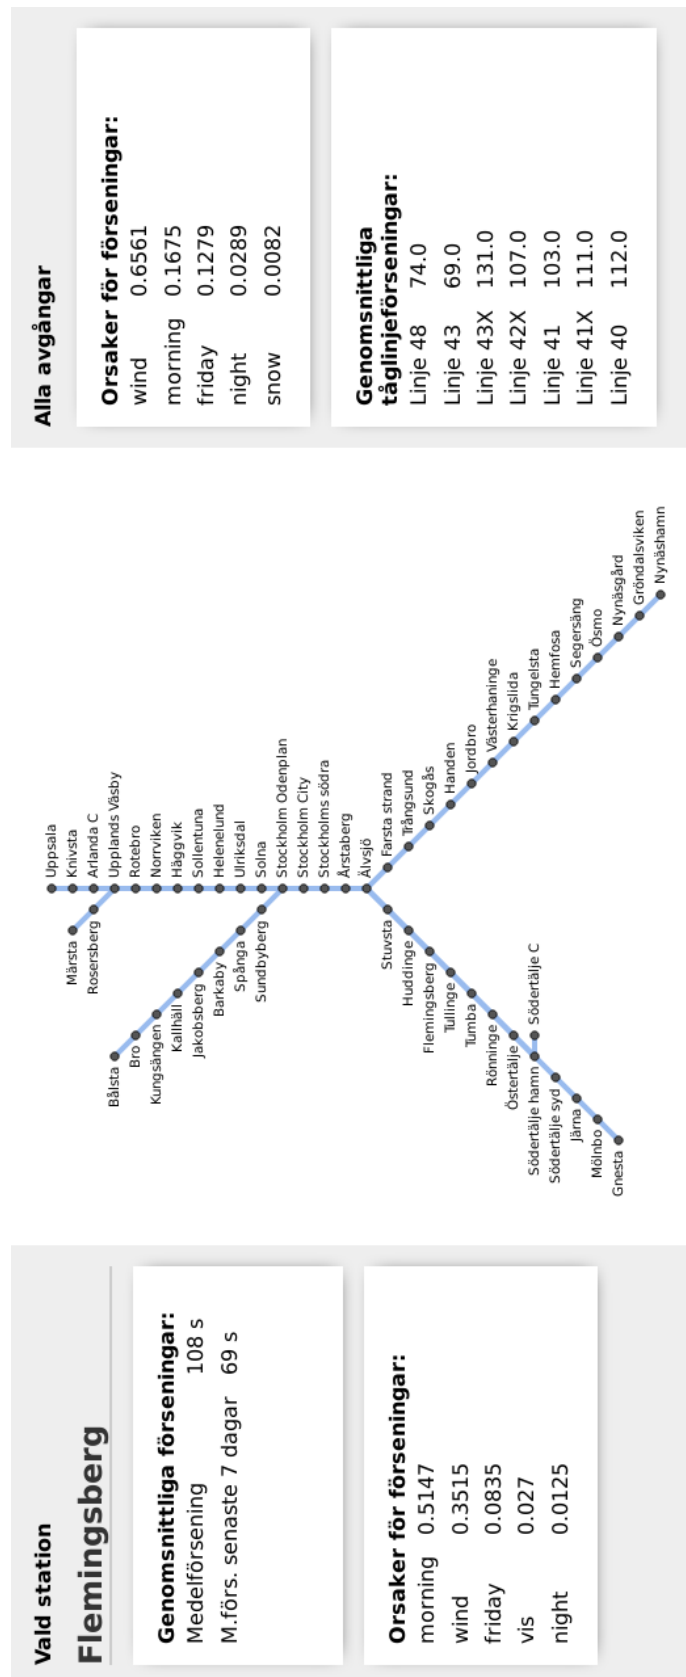 Vald station
Flemingsberg
Genomsnittliga förseningar:
Medelförsening 108 s
M.förs. senaste 7 dagar 69 s
Orsaker för förseningar:
morning 0.5147
wind 0.3515
friday 0.0835
vis 0.027
night 0.0125
Uppsala
Knivsta
Märsta
Arlanda C
Rosersberg
Upplands Väsby
Bålsta
Rotebro
Bro
Norrviken
Kungsängen
Häggvik
Kallhäll
Sollentuna
Jakobsberg
Helenelund
Barkaby
Ulriksdal
Spånga
Solna
Sundbyberg
Stockholm Odenplan
Stockholm City
Stockholms södra
Årstaberg
Älvsjö
Stuvsta
Farsta strand
Huddinge
Trångsund
Flemingsberg
Skogås
Tullinge
Handen
Tumba
Jordbro
Rönninge
Västerhaninge
Östertälje
Krigslida
Södertälje hamn
Södertälje C
Tungelsta
Södertälje syd
Hemfosa
Järna
Segersäng
Mölnbo
Ösmo
Gnesta
Nynäsgård
Gröndalsviken
Nynäshamn
Alla avgångar
Orsaker för förseningar:
wind 0.6561
morning 0.1675
friday 0.1279
night 0.0289
snow 0.0082
Genomsnittliga
tåglinjeförseningar:
Linje 48 74.0
Linje 43 69.0
Linje 43X 131.0
Linje 42X 107.0
Linje 41 103.0
Linje 41X 111.0
Linje 40 112.0